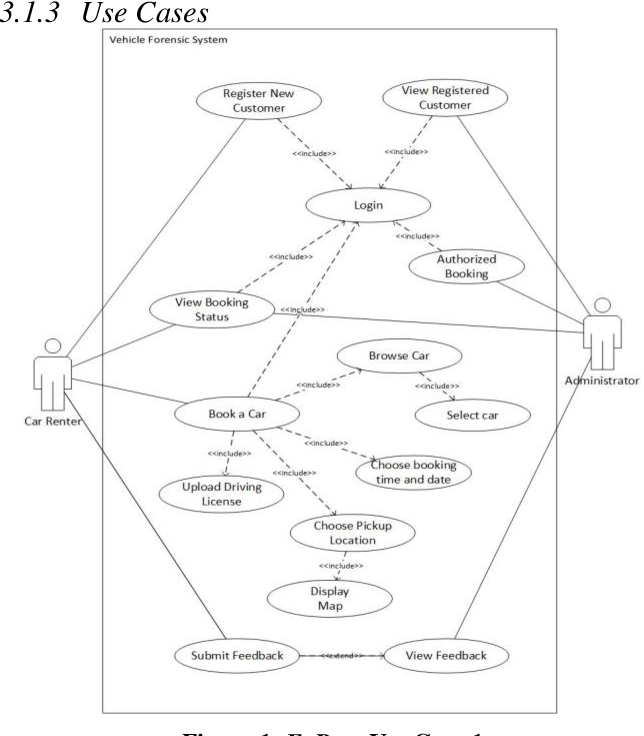 3.1.3 Use Cases
Vehicle Forensic System
Register New
Customer
View Registered
Customer
<<include>>
<<include>>
Login
<<include>>
<<include>>
Authorized
Booking
View Booking
Status
<<include>>
Browse Car
Administrator
<<include>>
<<include>>
Car Renter
Book a Car
Select car
<<include>>
<<include>>
Choose booking
time and date
<<include>>
Upload Driving
License
Choose Pickup
Location
<<include>>
Display
Map
Submit Feedback
<<extend>>
View Feedback